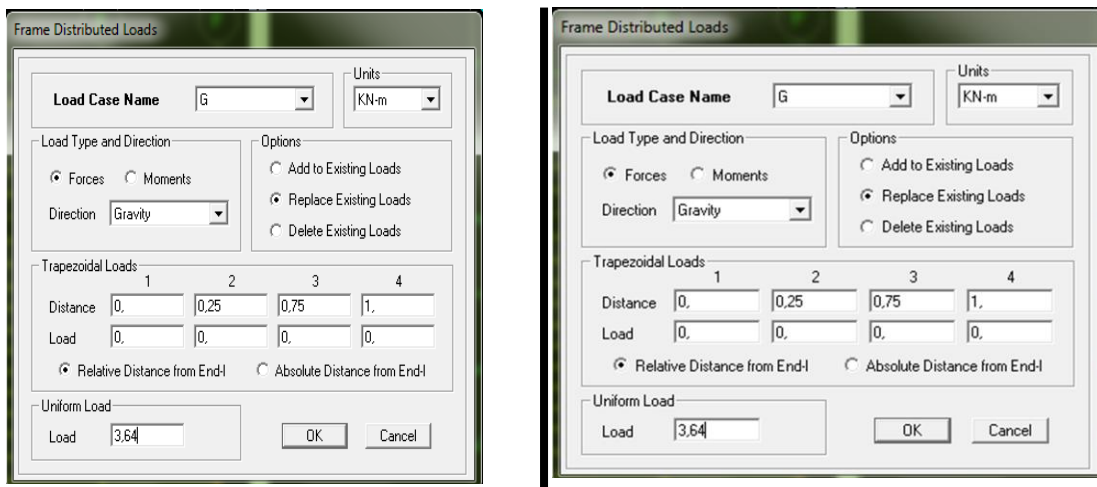 Frame Distributed Loads
Units
Load Case Name G KN-m
Load Type and Direction Options
Add to Existing Loads
Forces Moments
Replace Existing Loads
Direction Gravity
Delete Existing Loads
Trapezoidal Loads
1 2 3 4
Distance 0, 0,25 0,75 1,
Load 0, 0, 0, 0,
Relative Distance from End-I Absolute Distance from End-I
Uniform Load
Load 3,64 OK Cancel
Frame Distributed Loads
Units
Load Case Name G KN-m
Load Type and Direction Options
Add to Existing Loads
Forces Moments
Replace Existing Loads
Direction Gravity
Delete Existing Loads
Trapezoidal Loads
1 2 3 4
Distance 0, 0,25 0,75 1,
Load 0, 0, 0, 0,
Relative Distance from End-I Absolute Distance from End-I
Uniform Load
Load 3,64 OK Cancel